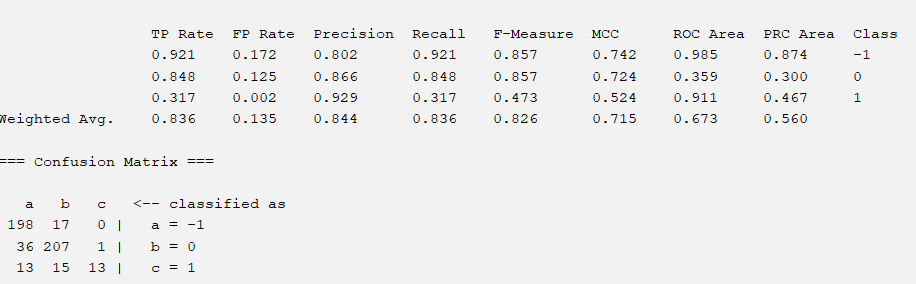 TP Rate FP Rate Precision Recall F-Measure MCC ROC Area PRC Area Class
0.921 0.172 0.802 0.921 0.857 0.742 0.985 0.874 -1
0.848 0.125 0.866 0.848 0.857 0.724 0.359 0.300 0
0.317 0.002 0.929 0.317 0.473 0.524 0.911 0.467 1
Weighted Avg. 0.836 0.135 0.844 0.836 0.826 0.715 0.673 0.560
=== Confusion Matrix ===
a b c <-- classified as
198 17 0 | a = -1
36 207 1 | b = 0
13 15 13 | c = 1